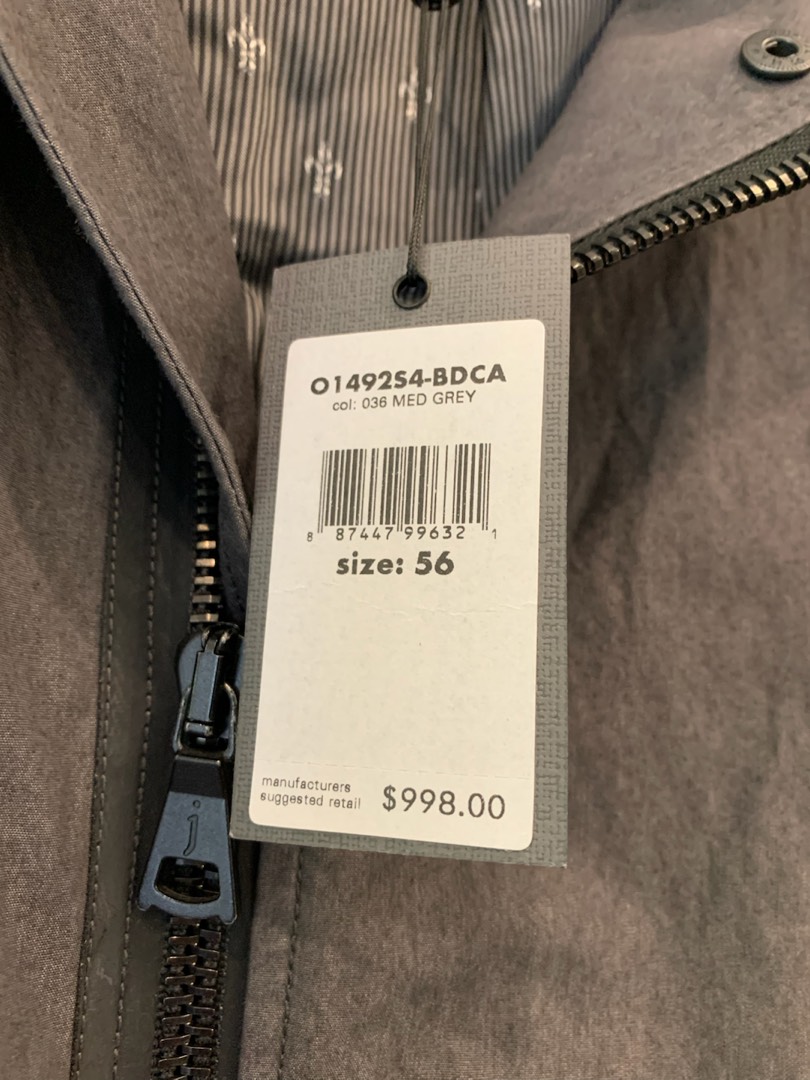 O1492S4-BDCA
col: 036 MED GREY
8 87447 99632 1
size: 56
manufacturers
suggested retail $998.00
j